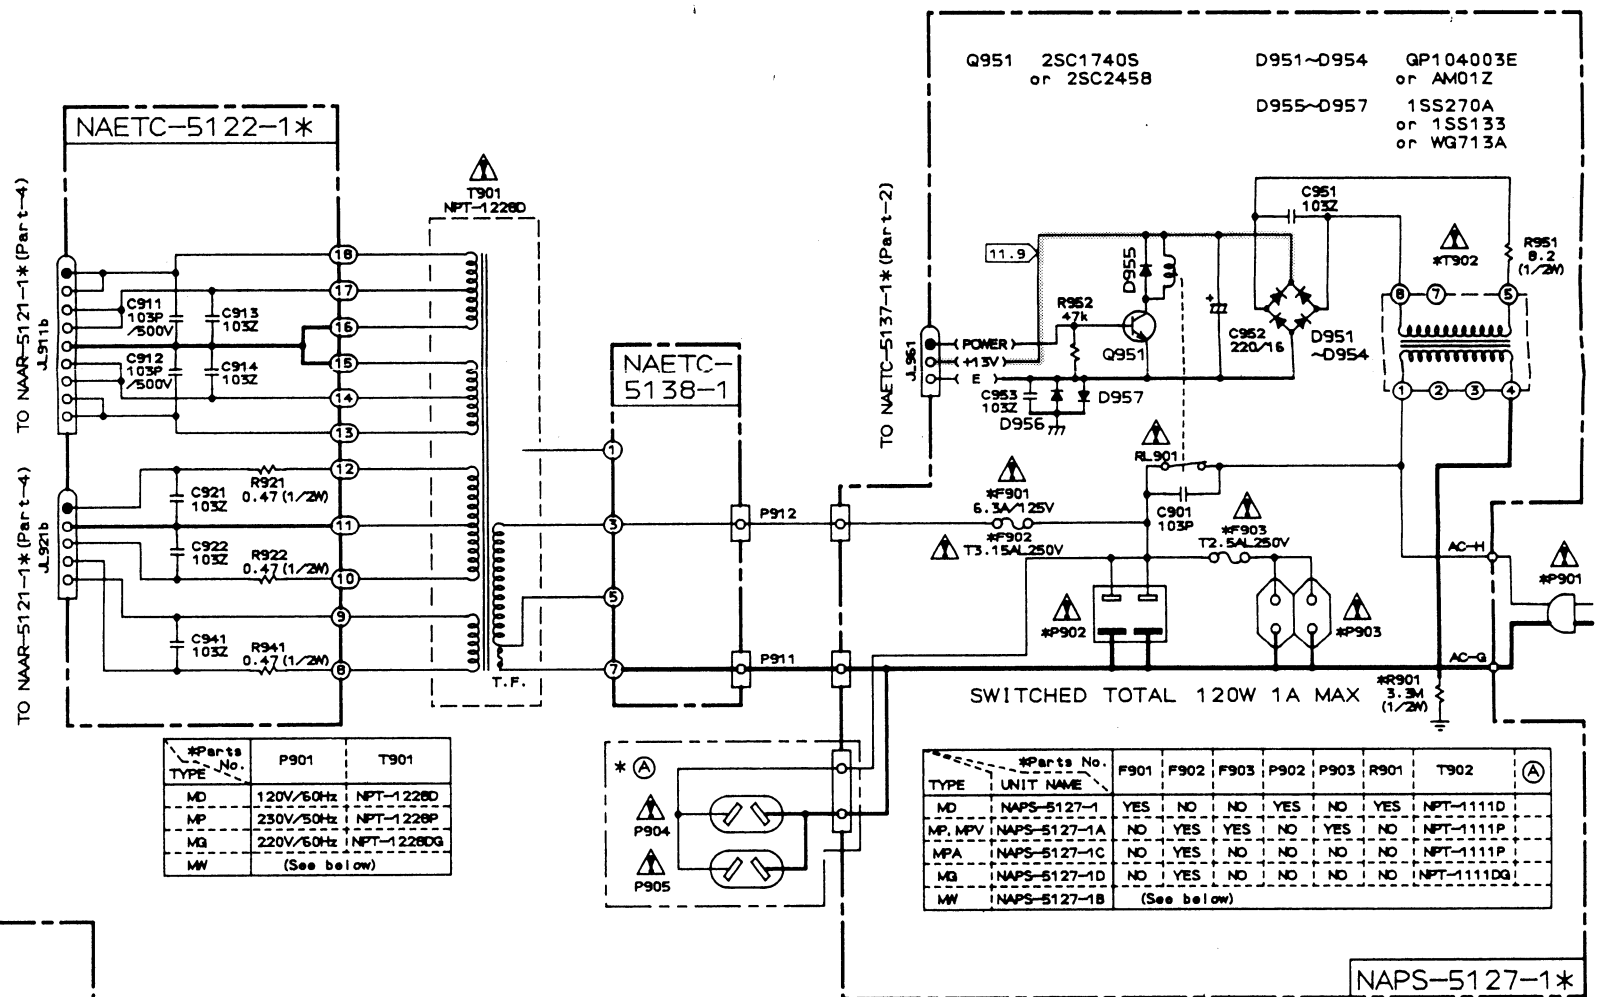 Q951 2SC1740S
or 2SC2458
D951~D954 GP104003E
or AM01Z
D955~D957 1SS270A
or 1SS133
or WG713A
NAETC-5122-1*
TO NAAR-5121-1*(Part-4)
JL911b
C911
103P
/500V
C912
103P
/500V
C913
103Z
C914
103Z
18
17
16
15
14
13
12
11
10
9
8
TO NAAR-5121-1*(Part-4)
JL921b
C921
103Z
C922
103Z
C941
103Z
R921
0.47(1/2W)
R922
0.47(1/2W)
R941
0.47(1/2W)
T901
NPT-1228D
T.F.
NAETC-
5138-1
1
3
5
7
P912
P911
TO NAETC-5137-1*(Part-2)
JL961
POWER
+13V
E
11.9
R952
47k
D955
Q951
C953
103Z
D956
D957
C952
220/16
+
D951
~D954
C951
103Z
*T902
R951
8.2
(1/2W)
8
7
5
1
2
3
4
RL901
C901
103P
*F901
6.3A/125V
*F902
T3.15AL250V
*F903
T2.5AL250V
*P902
*P903
AC-H
AC-G
*P901
*R901
3.3M
(1/2W)
SWITCHED TOTAL 120W 1A MAX
* A
P904
P905
*Parts No.
TYPE P901 T901
MD 120V/60Hz NPT-1228D
MP 230V/50Hz NPT-1228P
MG 220V/60Hz NPT-1228DG
MW (See below)
*Parts No.
TYPE UNIT NAME F901 F902 F903 P902 P903 R901 T902 A
MD NAPS-5127-1 YES NO NO YES NO YES NPT-1111D
MP, MPV NAPS-5127-1A NO YES YES NO YES NO NPT-1111P
MPA NAPS-5127-1C NO YES NO NO NO NO NPT-1111P
MG NAPS-5127-1D NO YES NO NO NO NO NPT-1111DG
MW NAPS-5127-1B (See below)
NAPS-5127-1*